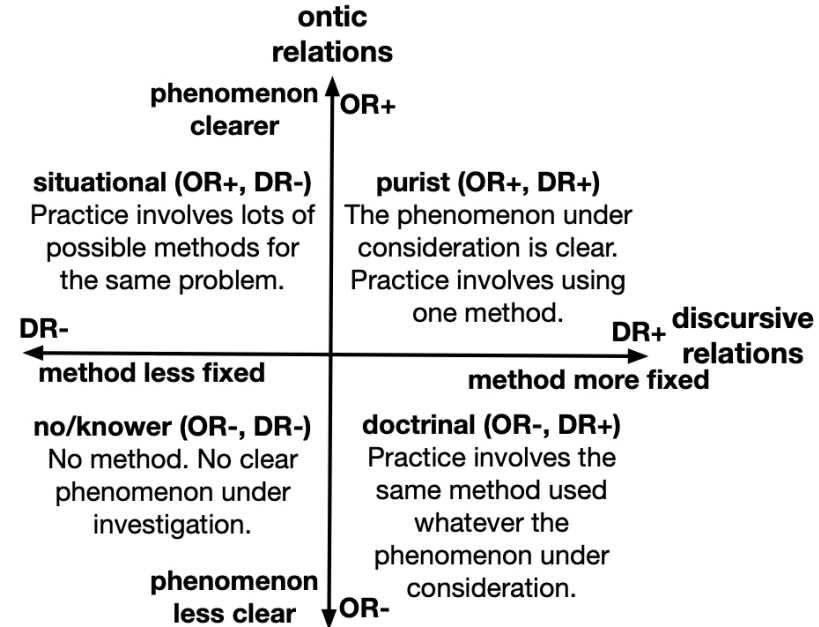 ontic
relations
phenomenon
clearer
OR+
situational (OR+, DR-)
Practice involves lots of
possible methods for
the same problem.
purist (OR+, DR+)
The phenomenon under
consideration is clear.
Practice involves using
one method.
DR-
method less fixed
DR+
discursive
relations
method more fixed
no/knower (OR-, DR-)
No method. No clear
phenomenon under
investigation.
doctrinal (OR-, DR+)
Practice involves the
same method used
whatever the
phenomenon under
consideration.
phenomenon
less clear
OR-